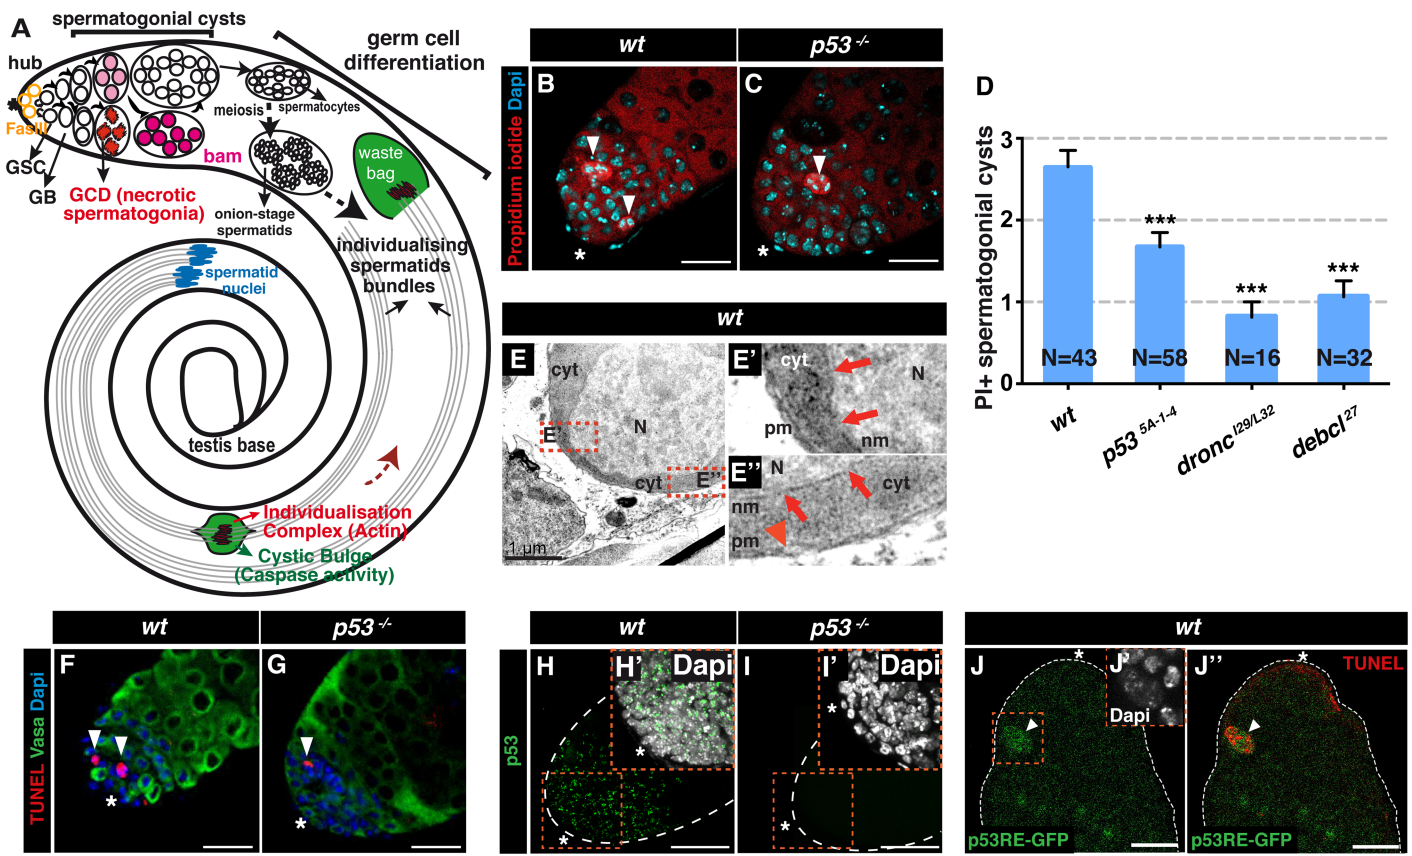 A
spermatogonial cysts
germ cell
differentiation
hub
FasIII
GSC
GB
GCD (necrotic
spermatogonia)
bam
meiosis
spermatocytes
onion-stage
spermatids
waste
bag
individualising
spermatids
bundles
spermatid
nuclei
testis base
Individualisation
Complex (Actin)
Cystic Bulge
(Caspase activity)
wt
p53 -/-
Propidium iodide Dapi
B
*
C
*
D
PI+ spermatogonial cysts
3
2
1
0
***
***
***
N=43
N=58
N=16
N=32
wt
p53 5A-1-4
dronc I29/L32
debcl 27
wt
E
cyt
N
E’
cyt
E’’
1 µm
E’
cyt
N
pm
nm
E’’
N
cyt
nm
pm
wt
p53 -/-
TUNEL Vasa Dapi
F
*
G
*
wt
p53 -/-
p53
H
H’
Dapi
*
*
I
I’
Dapi
*
*
wt
J
*
J’
Dapi
p53RE-GFP
J’’
*
TUNEL
p53RE-GFP